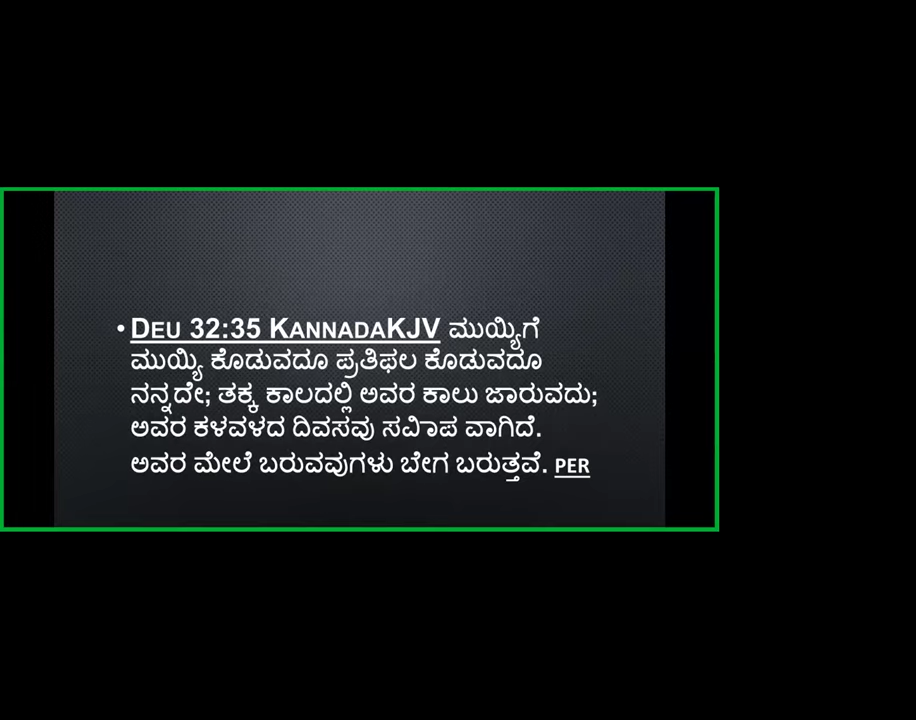 • DEU 32:35 KANNADAKJV ಮುಯ್ಯಿಗೆ
ಮುಯ್ಯಿ ಕೊಡುವದೂ ಪ್ರತಿಫಲ ಕೊಡುವದೂ
ನನ್ನದೇ; ತಕ್ಕ ಕಾಲದಲ್ಲಿ ಅವರ ಕಾಲು ಜಾರುವದು;
ಅವರ ಕಳವಳದ ದಿವಸವು ಸವಿಾಪ ವಾಗಿದೆ.
ಅವರ ಮೇಲೆ ಬರುವವುಗಳು ಬೇಗ ಬರುತ್ತವೆ. PER